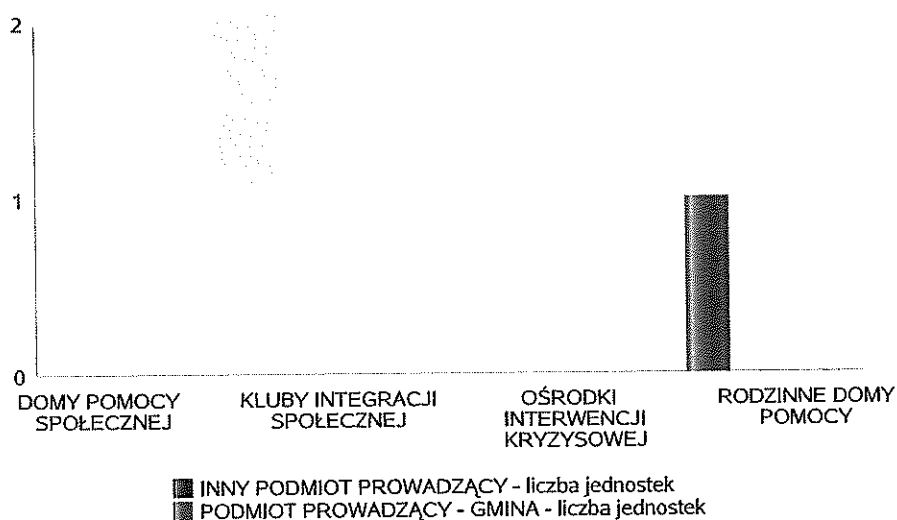 2
1
0
DOMY POMOCY
SPOŁECZNEJ
KLUBY INTEGRACJI
SPOŁECZNEJ
OŚRODKI
INTERWENCJI
KRYZYSOWEJ
RODZINNE DOMY
POMOCY
INNY PODMIOT PROWADZĄCY - liczba jednostek
PODMIOT PROWADZĄCY - GMINA - liczba jednostek